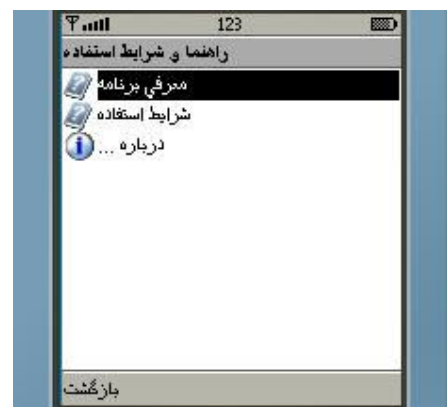 123
راهنما و شرایط استفاده
معرفي برنامه
شرایط استفاده
درباره ...
بازگشت